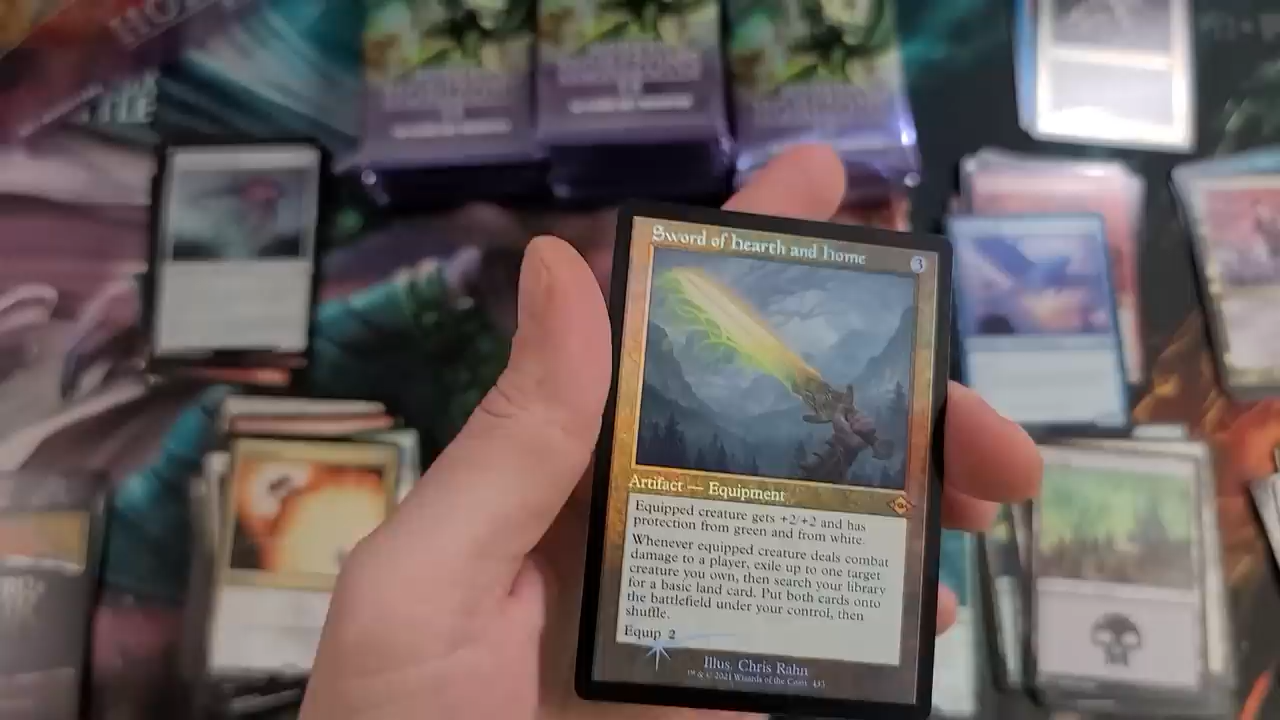 TLE
Sword of hearth and home
3
Artifact — Equipment
Equipped creature gets +2/+2 and has
protection from green and from white.
Whenever equipped creature deals combat
damage to a player, exile up to one target
creature you own, then search your library
for a basic land card. Put both cards onto
the battlefield under your control, then
shuffle.
Equip 2
Illus. Chris Rahn
™ & © 2021 Wizards of the Coast